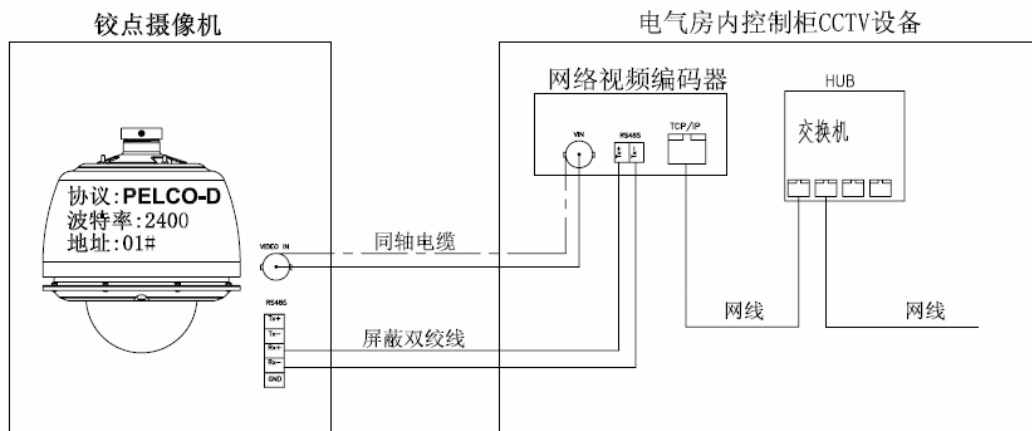 铰点摄像机
电气房内控制柜CCTV设备
网络视频编码器
HUB
VIN
RS485
TCP/IP
交换机
协议:PELCO-D
波特率:2400
地址:01#
VIDEO IN
同轴电缆
RS485
Tx+
Tx-
Rx+
Rx-
GND
屏蔽双绞线
网线
网线